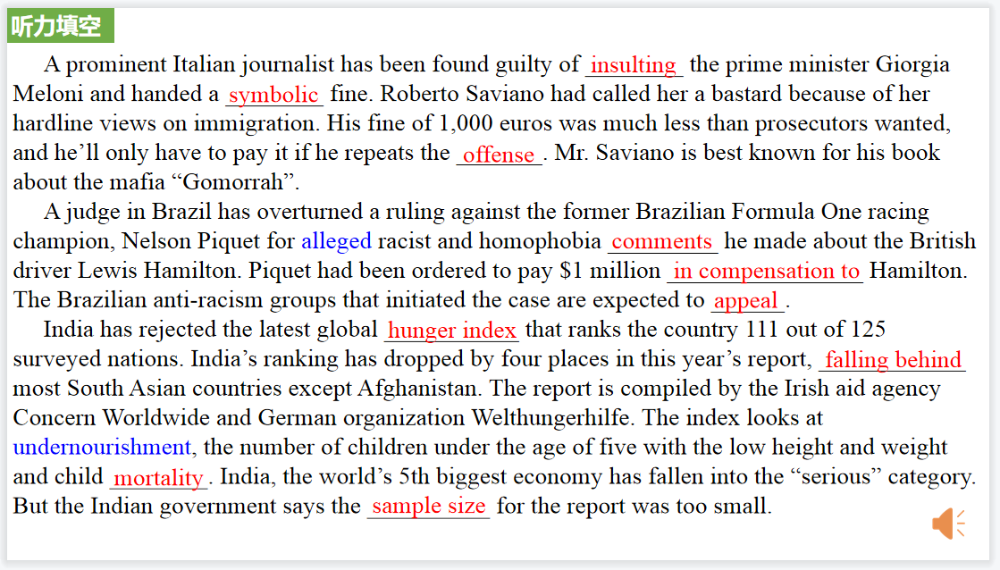 听力填空
A prominent Italian journalist has been found guilty of insulting the prime minister Giorgia
Meloni and handed a symbolic fine. Roberto Saviano had called her a bastard because of her
hardline views on immigration. His fine of 1,000 euros was much less than prosecutors wanted,
and he’ll only have to pay it if he repeats the offense . Mr. Saviano is best known for his book
about the mafia “Gomorrah”.
A judge in Brazil has overturned a ruling against the former Brazilian Formula One racing
champion, Nelson Piquet for alleged racist and homophobia comments he made about the British
driver Lewis Hamilton. Piquet had been ordered to pay $1 million in compensation to Hamilton.
The Brazilian anti-racism groups that initiated the case are expected to appeal .
India has rejected the latest global hunger index that ranks the country 111 out of 125
surveyed nations. India’s ranking has dropped by four places in this year’s report, falling behind
most South Asian countries except Afghanistan. The report is compiled by the Irish aid agency
Concern Worldwide and German organization Welthungerhilfe. The index looks at
undernourishment, the number of children under the age of five with the low height and weight
and child mortality . India, the world’s 5th biggest economy has fallen into the “serious” category.
But the Indian government says the sample size for the report was too small.